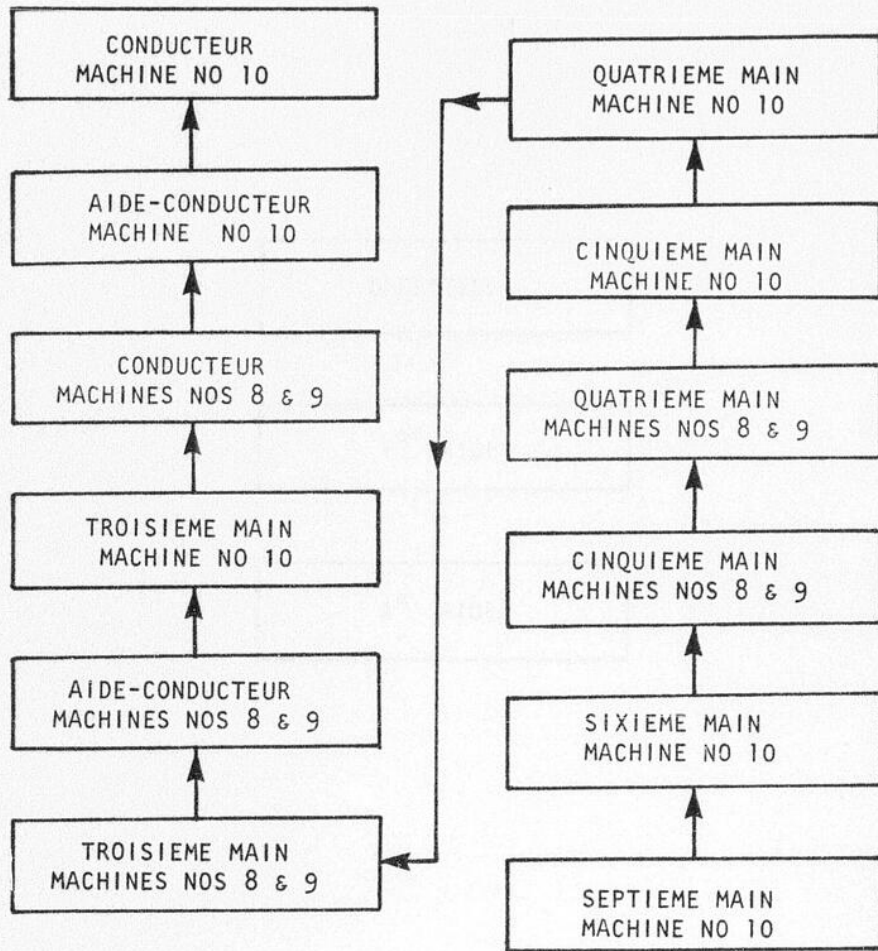 CONDUCTEUR
MACHINE NO 10
AIDE-CONDUCTEUR
MACHINE NO 10
CONDUCTEUR
MACHINES NOS 8 & 9
TROISIEME MAIN
MACHINE NO 10
AIDE-CONDUCTEUR
MACHINES NOS 8 & 9
TROISIEME MAIN
MACHINES NOS 8 & 9
QUATRIEME MAIN
MACHINE NO 10
CINQUIEME MAIN
MACHINE NO 10
QUATRIEME MAIN
MACHINES NOS 8 & 9
CINQUIEME MAIN
MACHINES NOS 8 & 9
SIXIEME MAIN
MACHINE NO 10
SEPTIEME MAIN
MACHINE NO 10